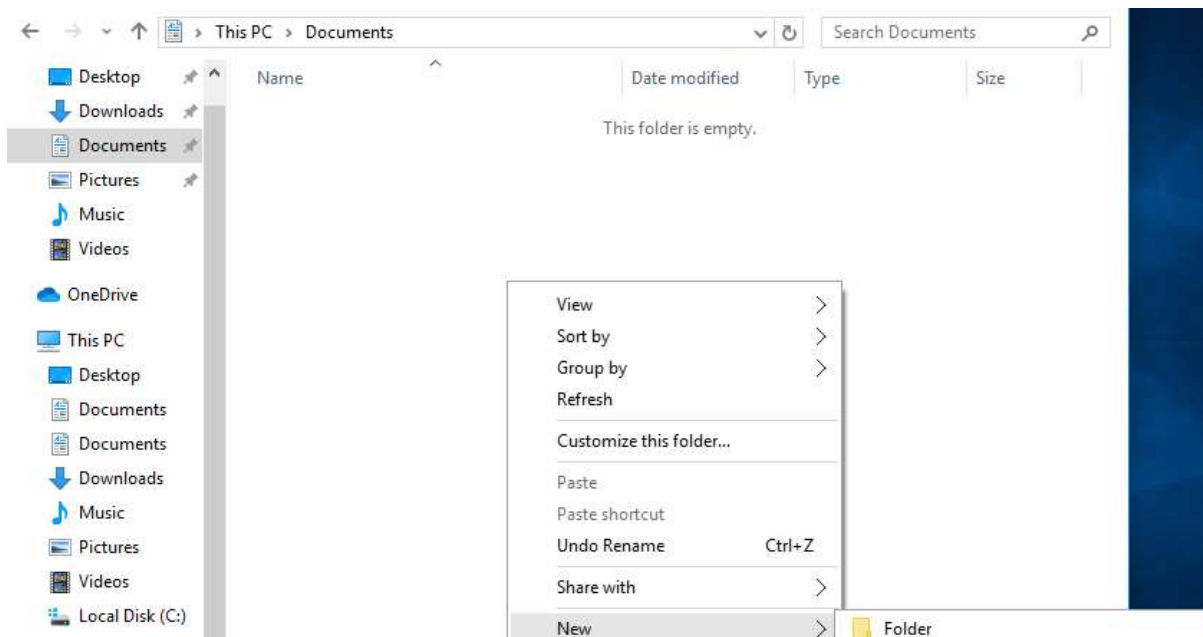 This PC > Documents
Search Documents
Name Date modified Type Size
This folder is empty.
Desktop
Downloads
Documents
Pictures
Music
Videos
OneDrive
This PC
Desktop
Documents
Documents
Downloads
Music
Pictures
Videos
Local Disk (C:)
View
Sort by
Group by
Refresh
Customize this folder...
Paste
Paste shortcut
Undo Rename Ctrl+Z
Share with
New
Folder